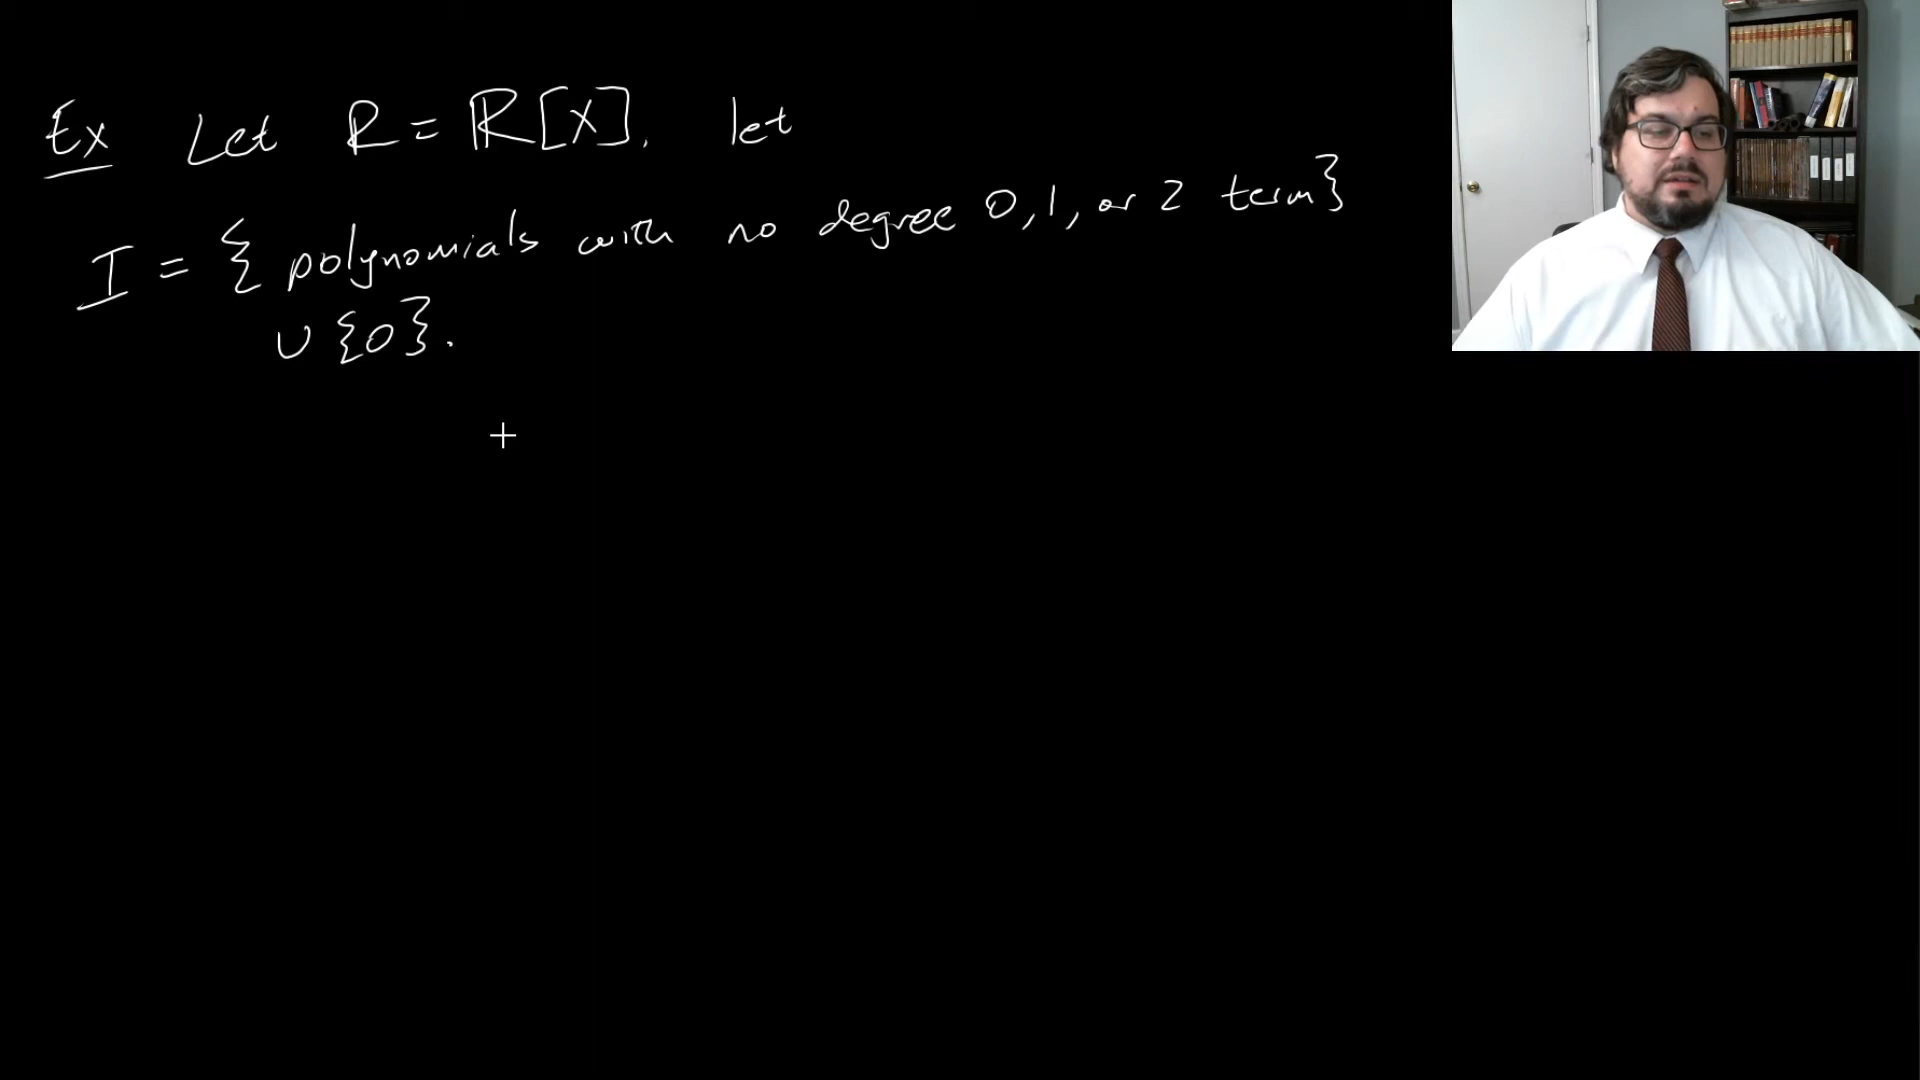 Ex Let R = ℝ[x]. let
I = { polynomials with no degree 0, 1, or 2 term}
∪ {0}.